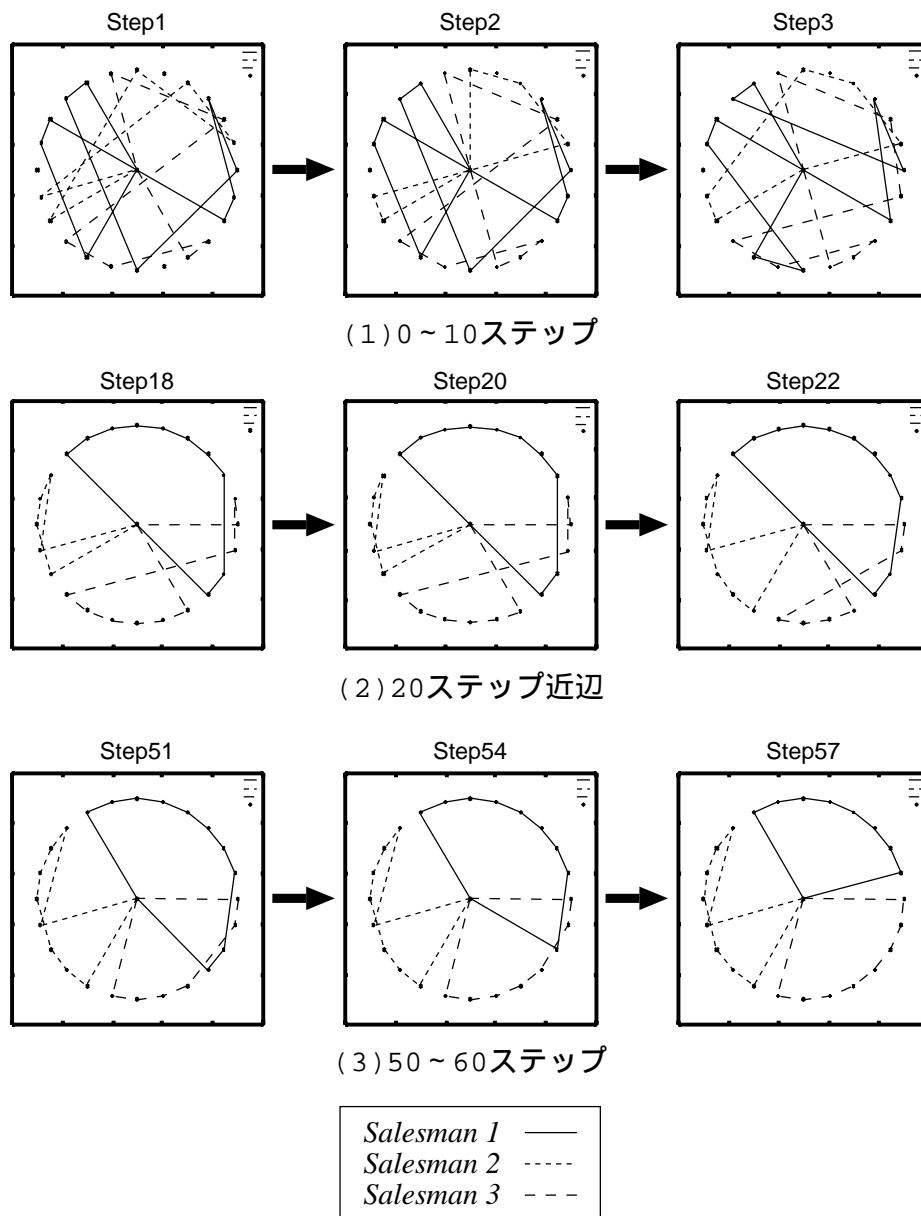 Step1 Step2 Step3
(1)0~10ステップ
Step18 Step20 Step22
(2)20ステップ近辺
Step51 Step54 Step57
(3)50~60ステップ
Salesman 1
Salesman 2
Salesman 3